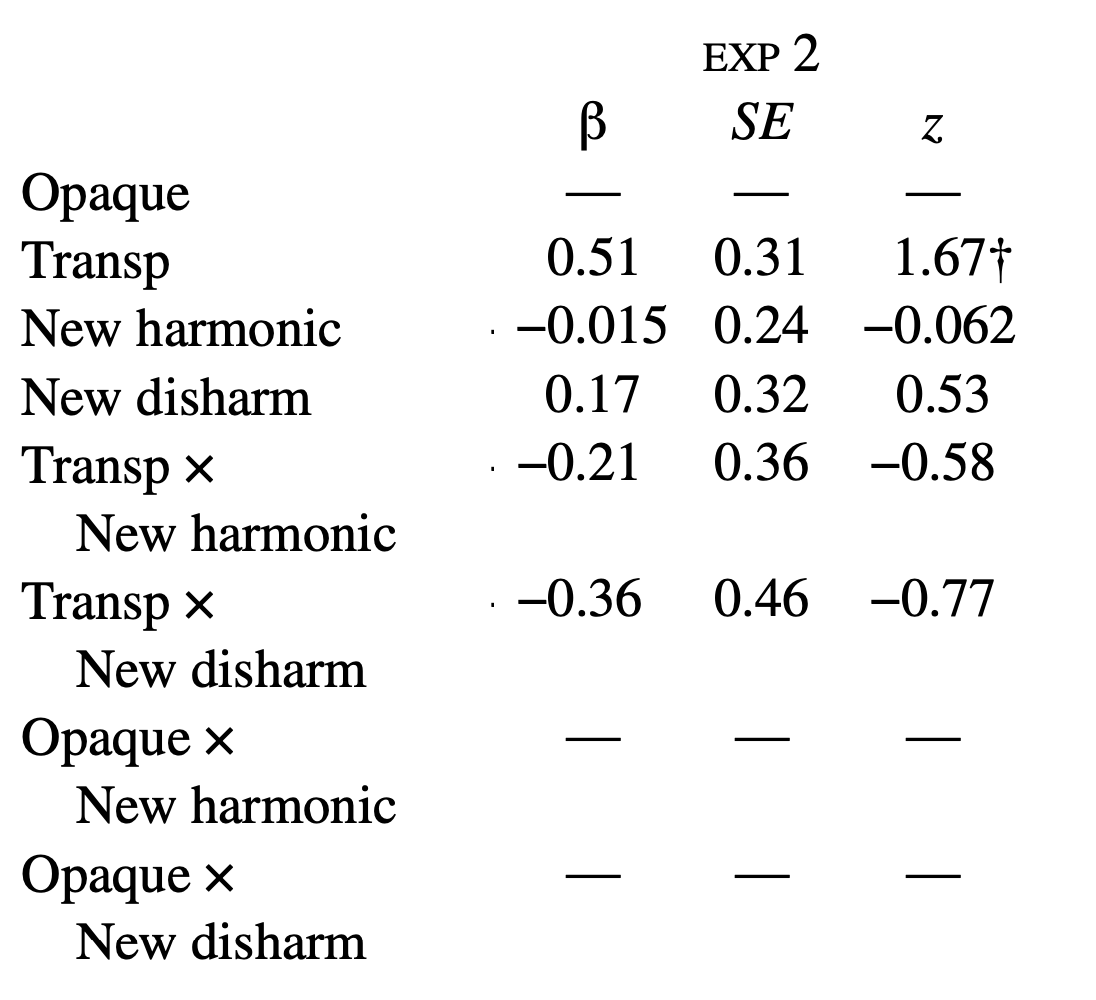 EXP 2
β SE z
Opaque — — —
Transp 0.51 0.31 1.67†
New harmonic −0.015 0.24 −0.062
New disharm 0.17 0.32 0.53
Transp × −0.21 0.36 −0.58
New harmonic
Transp × −0.36 0.46 −0.77
New disharm
Opaque × — — —
New harmonic
Opaque × — — —
New disharm